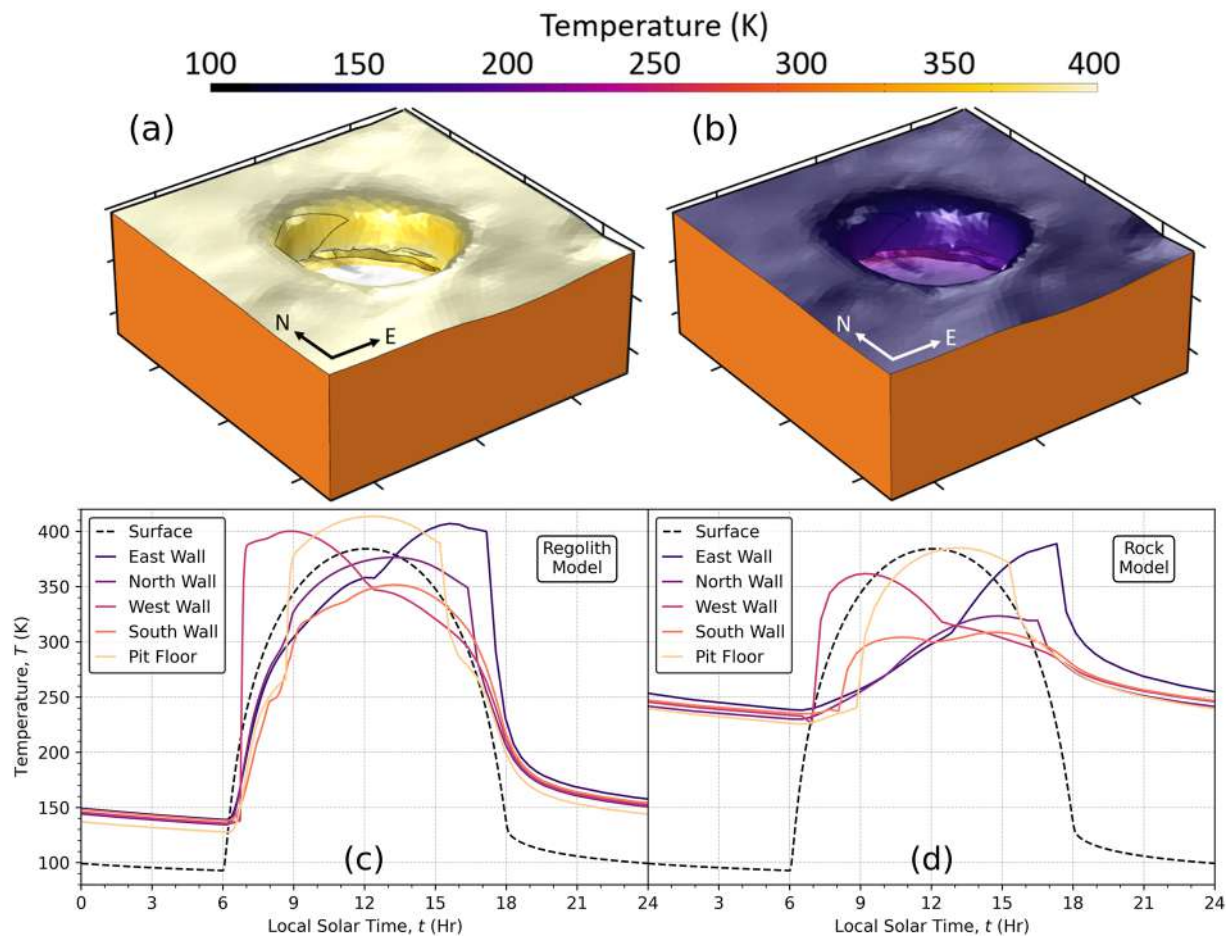 Temperature (K)
100 150 200 250 300 350 400
(a)
(b)
N
E
N
E
Surface
East Wall
North Wall
West Wall
South Wall
Pit Floor
Regolith
Model
400
350
300
250
200
150
100
Temperature, T (K)
(c)
0 3 6 9 12 15 18 21 24
Local Solar Time, t (Hr)
Surface
East Wall
North Wall
West Wall
South Wall
Pit Floor
Rock
Model
(d)
3 6 9 12 15 18 21 24
Local Solar Time, t (Hr)